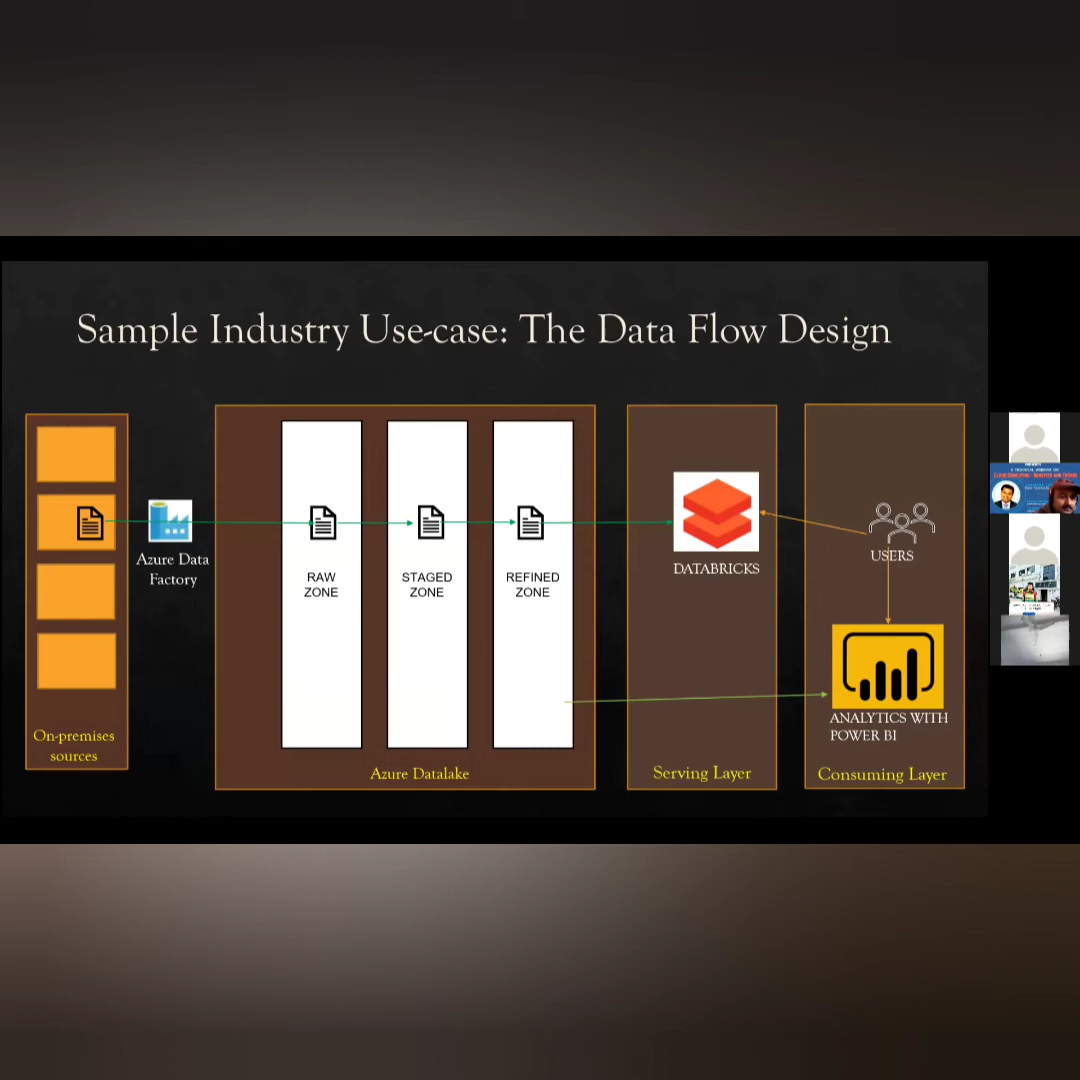 Sample Industry Use-case: The Data Flow Design
On-premises
sources
Azure Data
Factory
RAW
ZONE
STAGED
ZONE
REFINED
ZONE
Azure Datalake
DATABRICKS
Serving Layer
USERS
ANALYTICS WITH
POWER BI
Consuming Layer